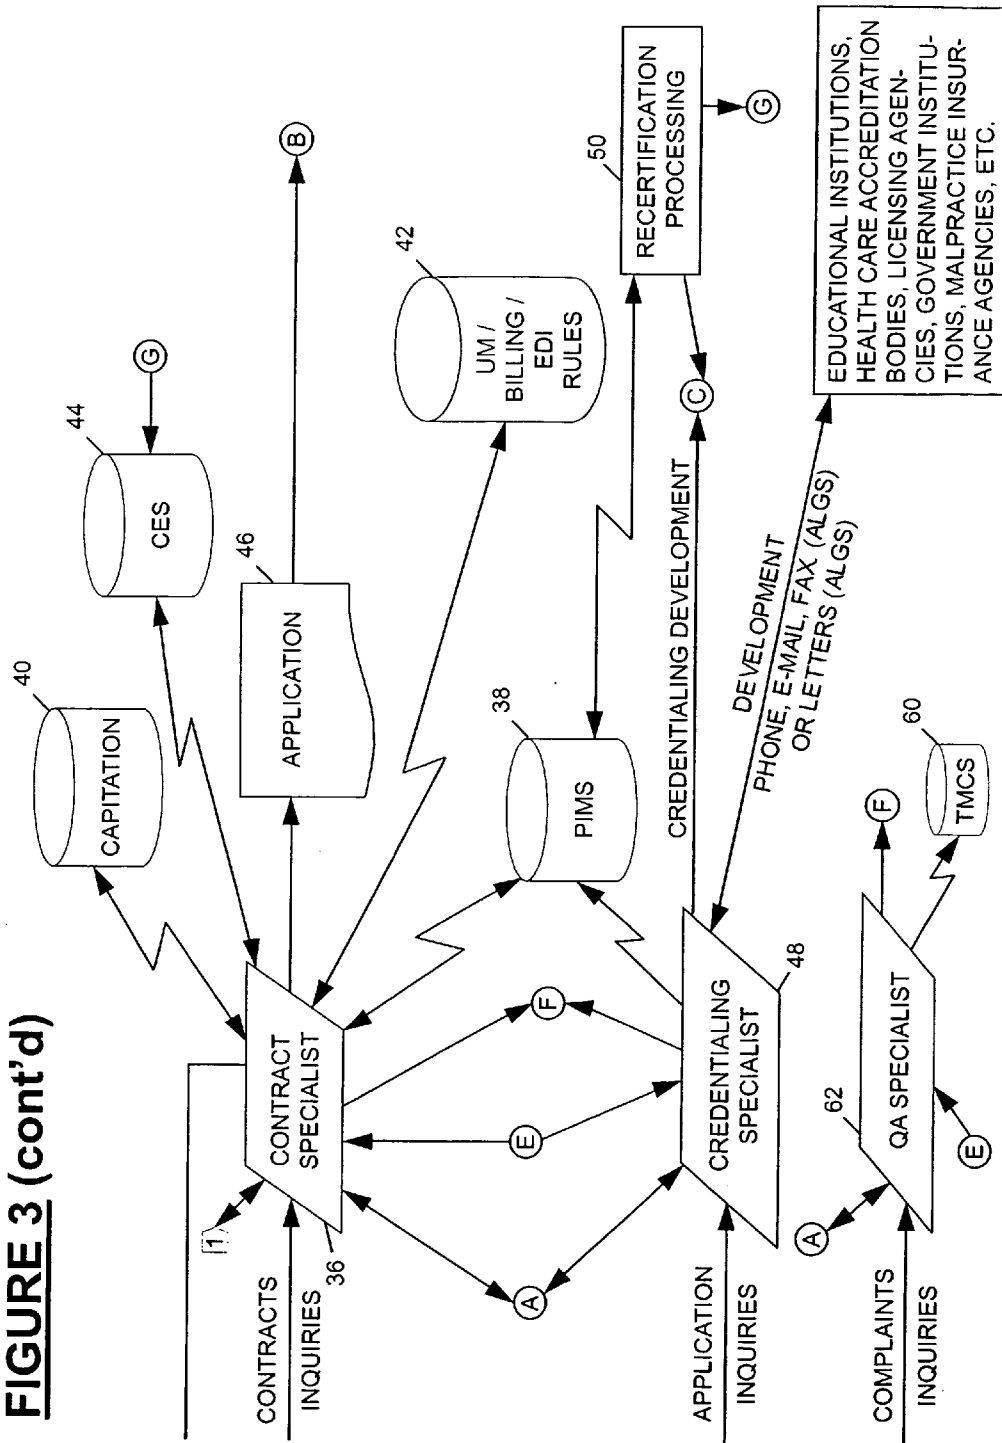 FIGURE 3 (cont'd)
40
CAPITATION
44
CES
G
46
APPLICATION
B
42
UM /
BILLING /
EDI
RULES
1
CONTRACTS
INQUIRIES
36
CONTRACT
SPECIALIST
A
E
F
38
PIMS
50
RECERTIFICATION
PROCESSING
G
C
CREDENTIALING DEVELOPMENT
APPLICATION
INQUIRIES
CREDENTIALING
SPECIALIST
48
DEVELOPMENT
PHONE, E-MAIL, FAX (ALGS)
OR LETTERS (ALGS)
EDUCATIONAL INSTITUTIONS,
HEALTH CARE ACCREDITATION
BODIES, LICENSING AGEN-
CIES, GOVERNMENT INSTITU-
TIONS, MALPRACTICE INSUR-
ANCE AGENCIES, ETC.
COMPLAINTS
INQUIRIES
A
62
QA SPECIALIST
E
F
60
TMCS